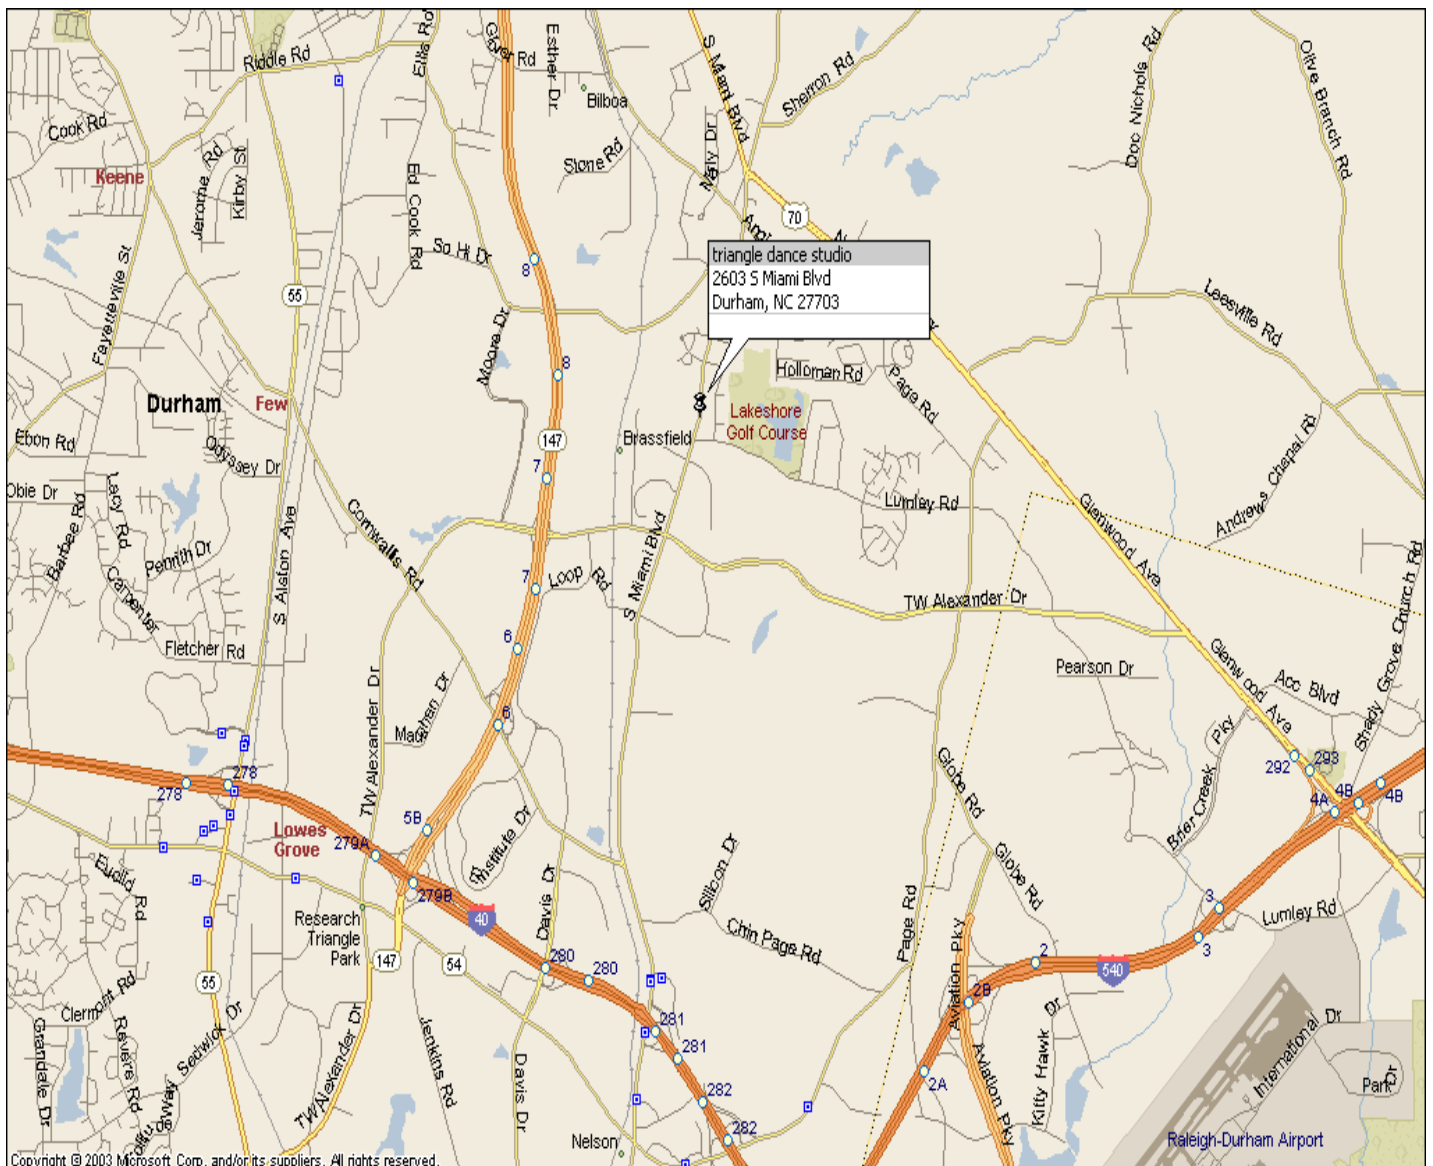 Riddle Rd
Ellis Rd
Glover Rd
Esther Dr
Bilboa
S Miami Blvd
Sherron Rd
Doc Nichols Rd
Olive Branch Rd
Cook Rd
Keene
Jerome Rd
Kirby St
Ed Cook Rd
Stone Rd
70
So Hi Dr
8
55
Fayetteville St
Moore Dr
triangle dance studio
2603 S Miami Blvd
Durham, NC 27703
Leesville Rd
8
Holloman Rd
Page Rd
Durham
Few
Lakeshore
Golf Course
Ebon Rd
Odyssey Dr
147
Brassfield
7
Andrews Chapel Rd
Obie Dr
Lacy Rd
Barbee Rd
Penrith Dr
Carpenter
S Alston Ave
Cornwallis Rd
Lumley Rd
Glenwood Ave
S Miami Blvd
7
Loop Rd
TW Alexander Dr
Shady Grove Church Rd
Fletcher Rd
6
Pearson Dr
Glenwood Ave
Acc Blvd
TW Alexander Dr
6
Brier Creek Pky
292
293
278
278
Globe Rd
4A
4B
4B
5B
Lowes
Grove
279A
Institute Dr
Euclid Rd
279B
Davis Dr
Silicon Dr
Globe Rd
Research
Triangle
Park
40
Chin Page Rd
Page Rd
Aviation Pky
3
Lumley Rd
3
147
54
280
280
2
540
55
2B
Clermont Rd
Grandale Dr
Revere Rd
Sedwick Dr
TW Alexander Dr
Jenkins Rd
Davis Dr
281
281
282
282
2A
Aviation Pky
Kitty Hawk Dr
International Dr
Park Dr
Nelson
Raleigh-Durham Airport
Copyright © 2003 Microsoft Corp. and/or its suppliers. All rights reserved.